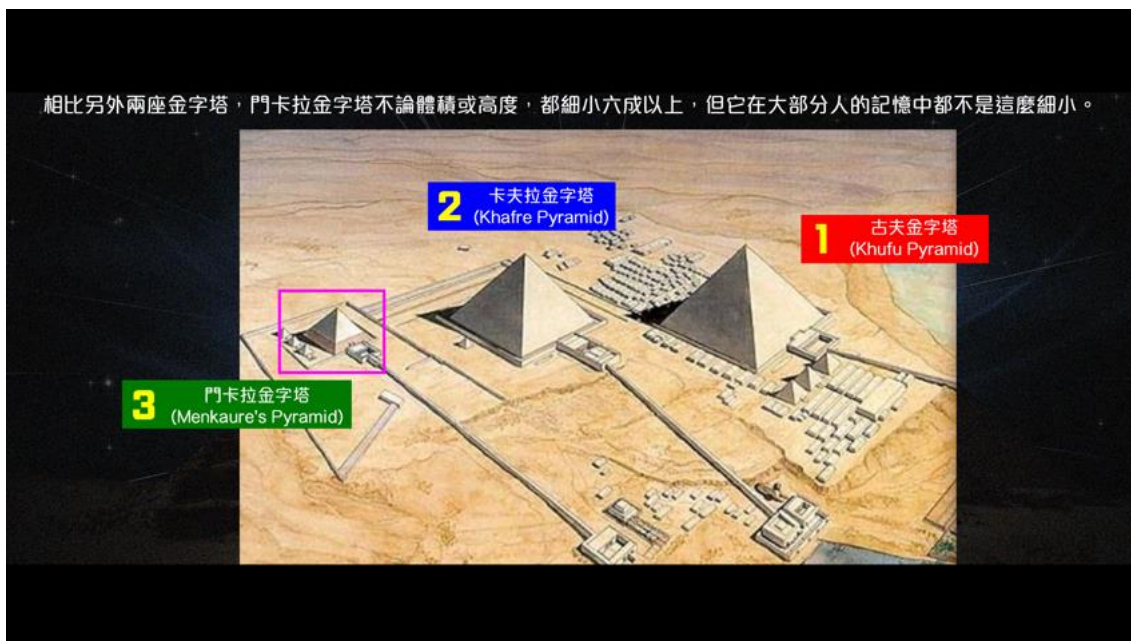 相比另外兩座金字塔，門卡拉金字塔不論體積或高度，都細小六成以上，但它在大部分人的記憶中都不是這麼細小。
2
卡夫拉金字塔
(Khafre Pyramid)
1
古夫金字塔
(Khufu Pyramid)
3
門卡拉金字塔
(Menkaure's Pyramid)